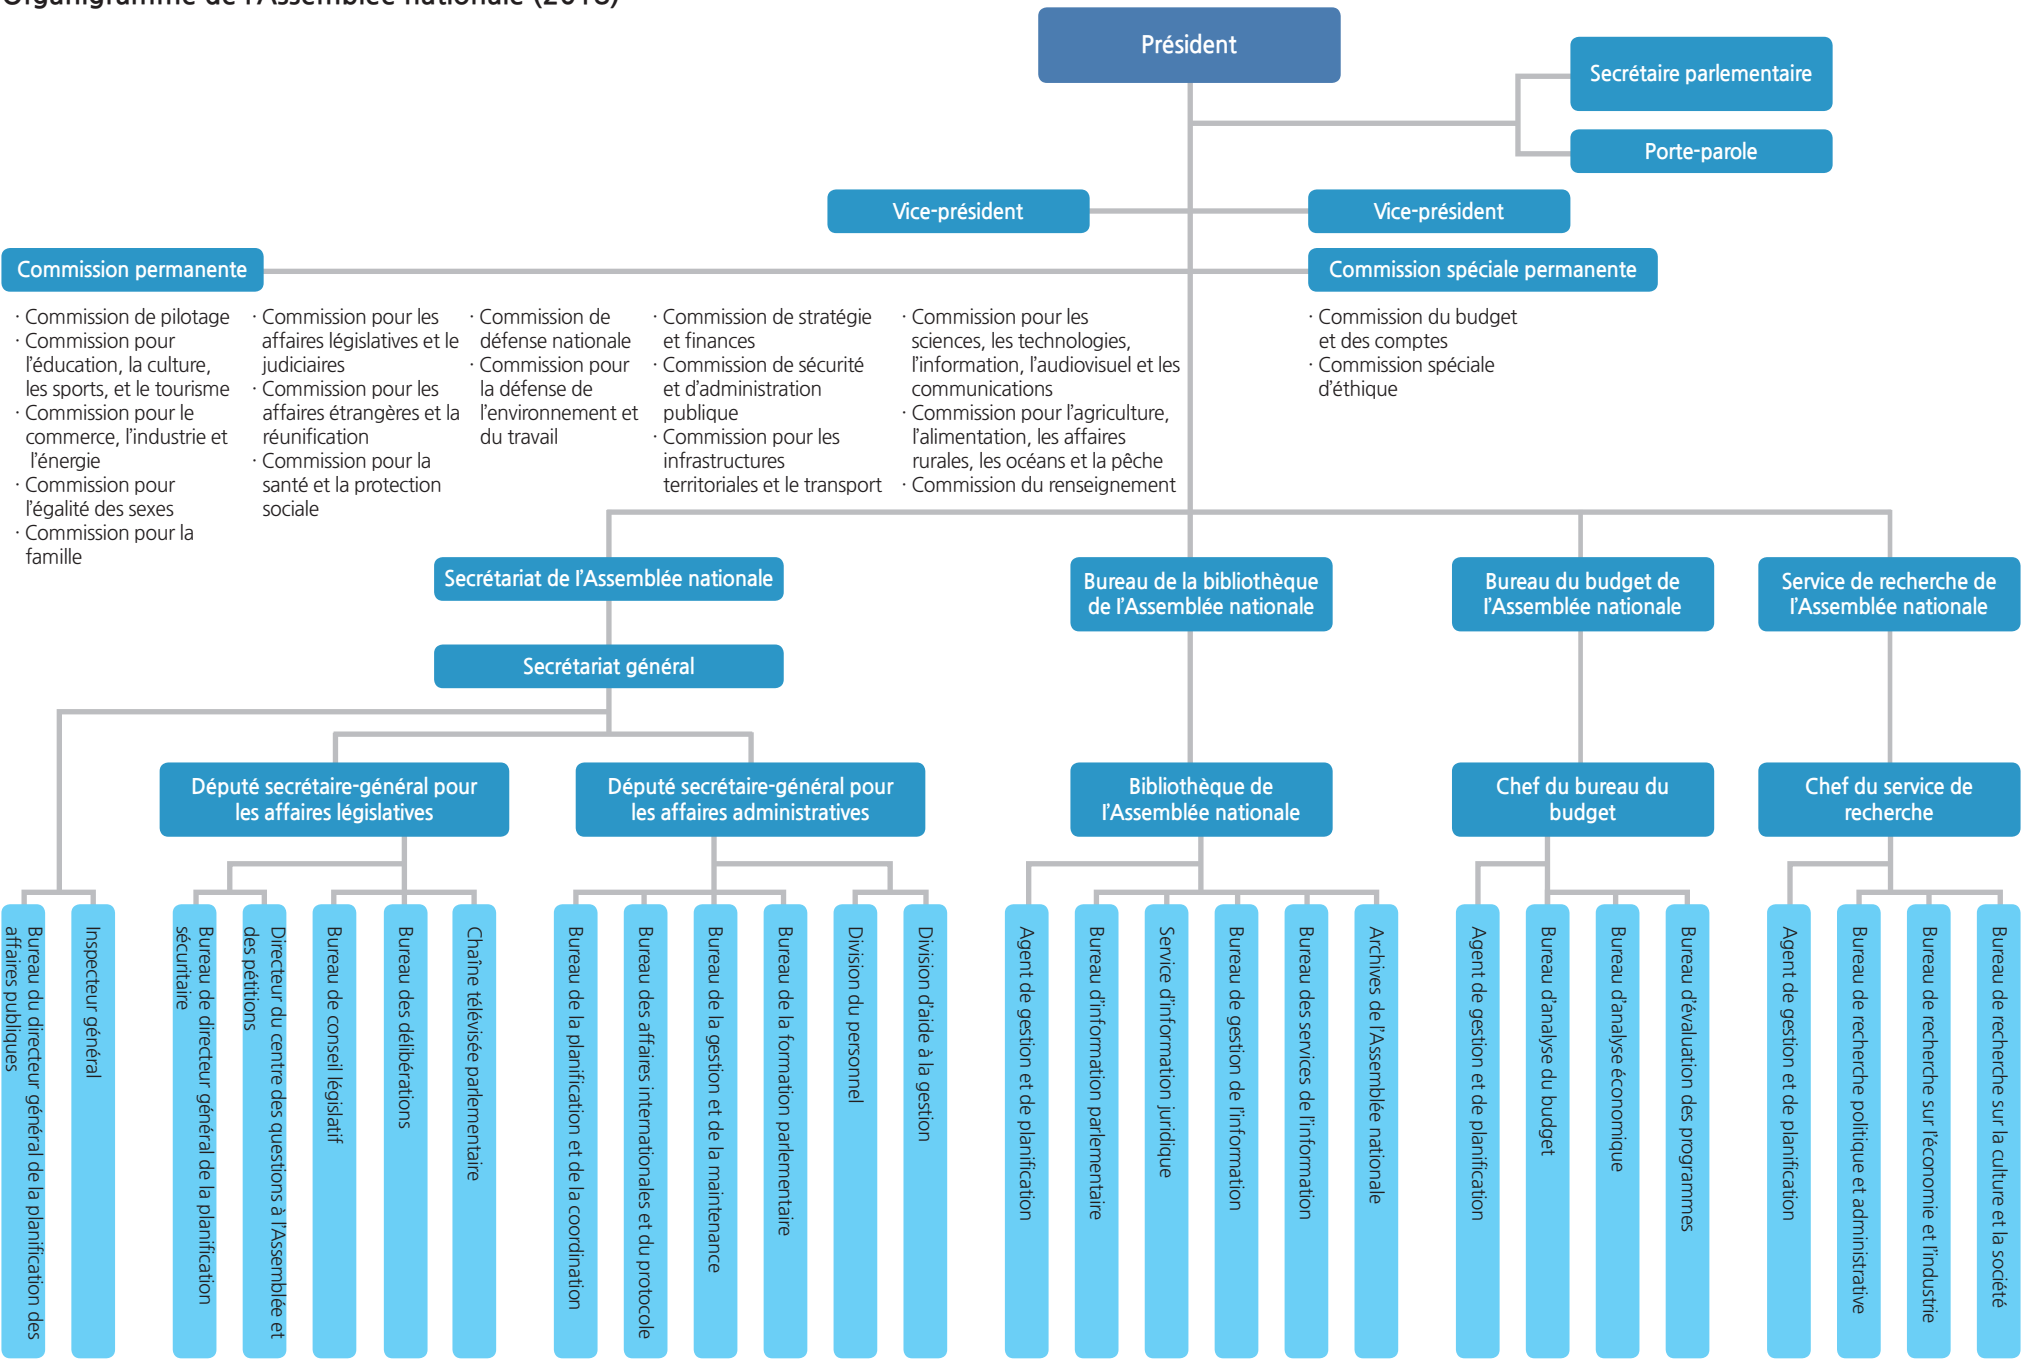 Organigramme de l'Assemblée nationale (2018)
Président
Secrétaire parlementaire
Porte-parole
Vice-président
Vice-président
Commission permanente
Commission spéciale permanente
· Commission de pilotage
· Commission pour
l'éducation, la culture,
les sports, et le tourisme
· Commission pour le
commerce, l'industrie et
l'énergie
· Commission pour
l'égalité des sexes
· Commission pour la
famille
· Commission pour les
affaires législatives et le
judiciaires
· Commission pour les
affaires étrangères et la
réunification
· Commission pour la
santé et la protection
sociale
· Commission de
défense nationale
· Commission pour
la défense de
l'environnement et
du travail
· Commission de stratégie
et finances
· Commission de sécurité
et d'administration
publique
· Commission pour les
infrastructures
territoriales et le transport
· Commission pour les
sciences, les technologies,
l'information, l'audiovisuel et les
communications
· Commission pour l'agriculture,
l'alimentation, les affaires
rurales, les océans et la pêche
· Commission du renseignement
· Commission du budget
et des comptes
· Commission spéciale
d'éthique
Secrétariat de l'Assemblée nationale
Bureau de la bibliothèque
de l'Assemblée nationale
Bureau du budget de
l'Assemblée nationale
Service de recherche de
l'Assemblée nationale
Secrétariat général
Député secrétaire-général pour
les affaires législatives
Député secrétaire-général pour
les affaires administratives
Bibliothèque de
l'Assemblée nationale
Chef du bureau du
budget
Chef du service de
recherche
Bureau du directeur général de la planification des
affaires publiques
Inspecteur général
Bureau de directeur général de la planification
sécuritaire
Directeur du centre des questions à l'Assemblée et
des pétitions
Bureau de conseil législatif
Bureau des délibérations
Chaîne télévisée parlementaire
Bureau de la planification et de la coordination
Bureau des affaires internationales et du protocole
Bureau de la gestion et de la maintenance
Bureau de la formation parlementaire
Division du personnel
Division d'aide à la gestion
Agent de gestion et de planification
Bureau d'information parlementaire
Service d'information juridique
Bureau de gestion de l'information
Bureau des services de l'information
Archives de l'Assemblée nationale
Agent de gestion et de planification
Bureau d'analyse du budget
Bureau d'analyse économique
Bureau d'évaluation des programmes
Agent de gestion et de planification
Bureau de recherche politique et administrative
Bureau de recherche sur l'économie et l'industrie
Bureau de recherche sur la culture et la société